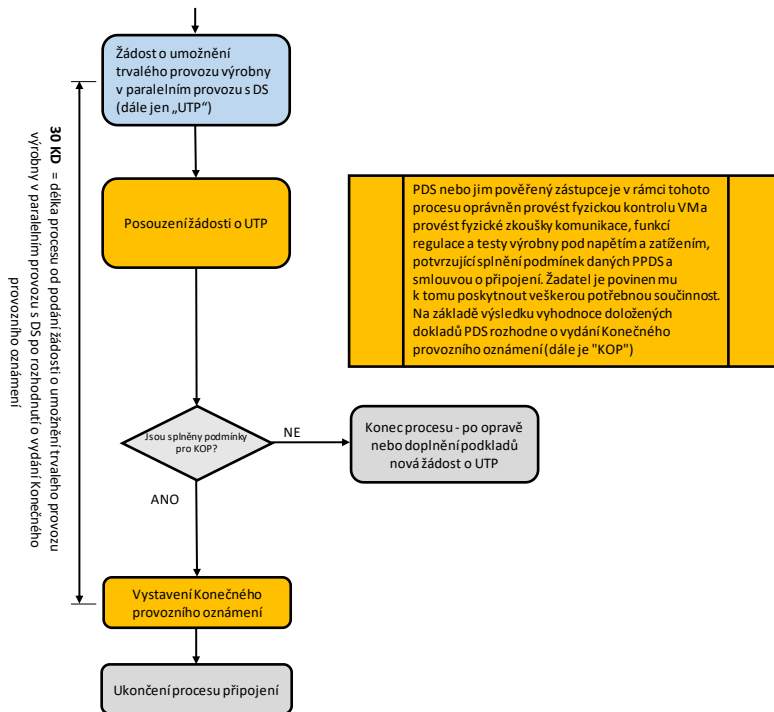 Žádost o umožnění
trvalého provozu výrobny
v paralelním provozu s DS
(dále jen „UTP“)
30 KD = délka procesu od podání žádosti o umožnění trvaleho provozu
výrobny v paralelním provozu s DS po rozhodnutí o vydání Konečného
provozního oznámení
Posouzení žádosti o UTP
PDS nebo jim pověřený zástupce je v rámci tohoto
procesu oprávněn provést fyzickou kontrolu VM a
provést fyzické zkoušky komunikace, funkcí
regulace a testy výrobny pod napětím a zatížením,
potvrzující splnění podmínek daných PPDS a
smlouvou o připojení. Žadatel je povinen mu
k tomu poskytnout veškerou potřebnou součinnost.
Na základě výsledku vyhodnoce doložených
dokladů PDS rozhodne o vydání Konečného
provozního oznámení (dále je "KOP")
Jsou splněny podmínky
pro KOP?
NE
Konec procesu - po opravě
nebo doplnění podkladů
nová žádost o UTP
ANO
Vystavení Konečného
provozního oznámení
Ukončení procesu připojení